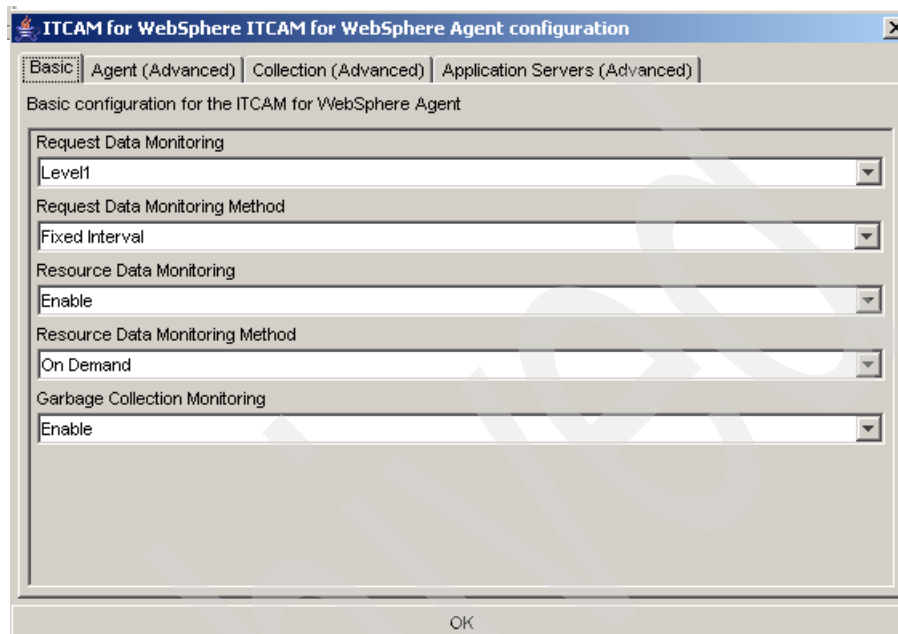 ITCAM for WebSphere ITCAM for WebSphere Agent configuration
Basic Agent (Advanced) Collection (Advanced) Application Servers (Advanced)
Basic configuration for the ITCAM for WebSphere Agent
Request Data Monitoring
Level1
Request Data Monitoring Method
Fixed Interval
Resource Data Monitoring
Enable
Resource Data Monitoring Method
On Demand
Garbage Collection Monitoring
Enable
OK